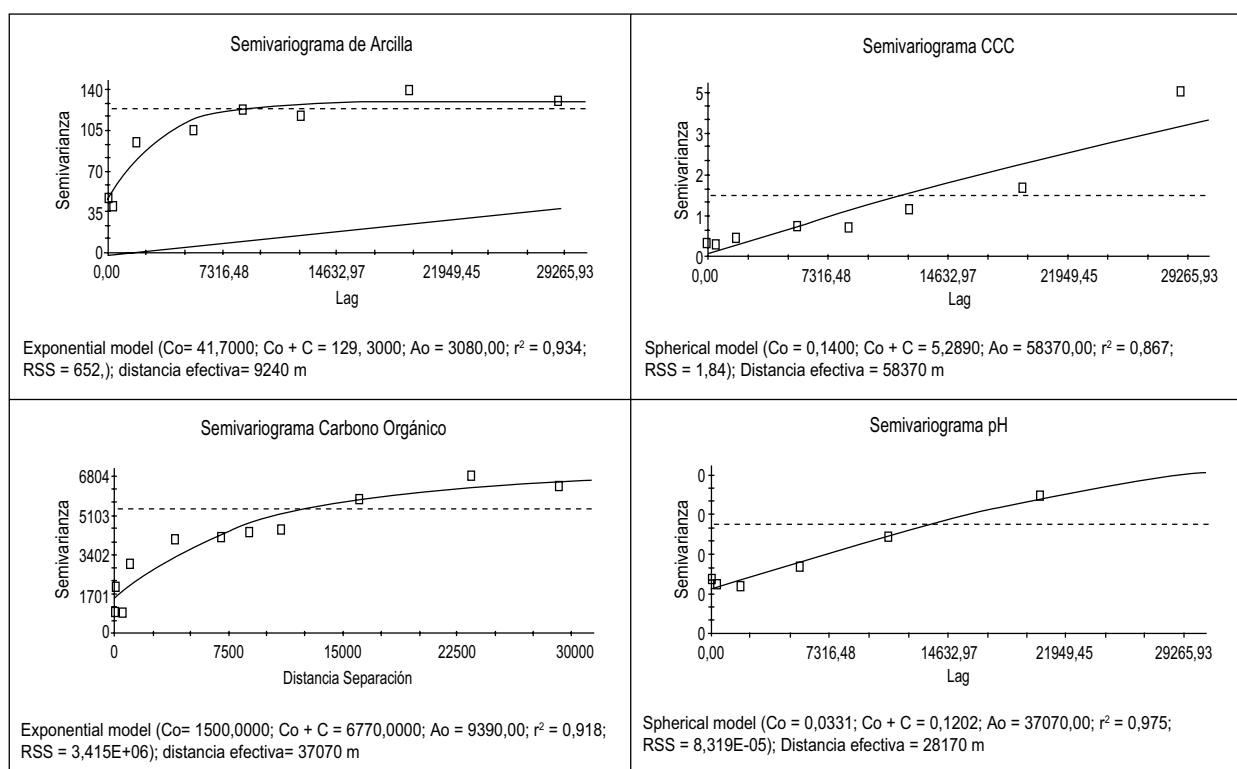 Semivariograma de Arcilla
Semivarianza
140
105
70
35
0
0,00 7316,48 14632,97 21949,45 29265,93
Lag
Exponential model (Co= 41,7000; Co + C = 129, 3000; Ao = 3080,00; r² = 0,934;
RSS = 652,); distancia efectiva= 9240 m
Semivariograma CCC
Semivarianza
5
3
2
1
0
0,00 7316,48 14632,97 21949,45 29265,93
Lag
Spherical model (Co = 0,1400; Co + C = 5,2890; Ao = 58370,00; r² = 0,867;
RSS = 1,84); Distancia efectiva = 58370 m
Semivariograma Carbono Orgánico
Semivarianza
6804
5103
3402
1701
0
0 7500 15000 22500 30000
Distancia Separación
Exponential model (Co= 1500,0000; Co + C = 6770,0000; Ao = 9390,00; r² = 0,918;
RSS = 3,415E+06); distancia efectiva= 37070 m
Semivariograma pH
Semivarianza
0
0
0
0
0
0,00 7316,48 14632,97 21949,45 29265,93
Lag
Spherical model (Co = 0,0331; Co + C = 0,1202; Ao = 37070,00; r² = 0,975;
RSS = 8,319E-05); Distancia efectiva = 28170 m